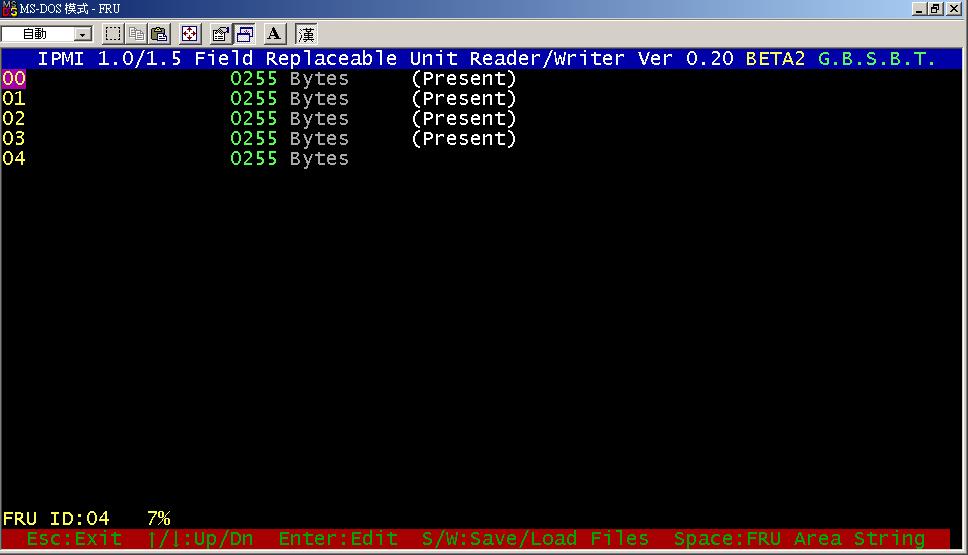 MS-DOS 模式 - FRU
自動
A 漢
IPMI 1.0/1.5 Field Replaceable Unit Reader/Writer Ver 0.20 BETA2 G.B.S.B.T.
00 0255 Bytes (Present)
01 0255 Bytes (Present)
02 0255 Bytes (Present)
03 0255 Bytes (Present)
04 0255 Bytes
FRU ID:04 7%
Esc:Exit ↑/↓:Up/Dn Enter:Edit S/W:Save/Load Files Space:FRU Area String